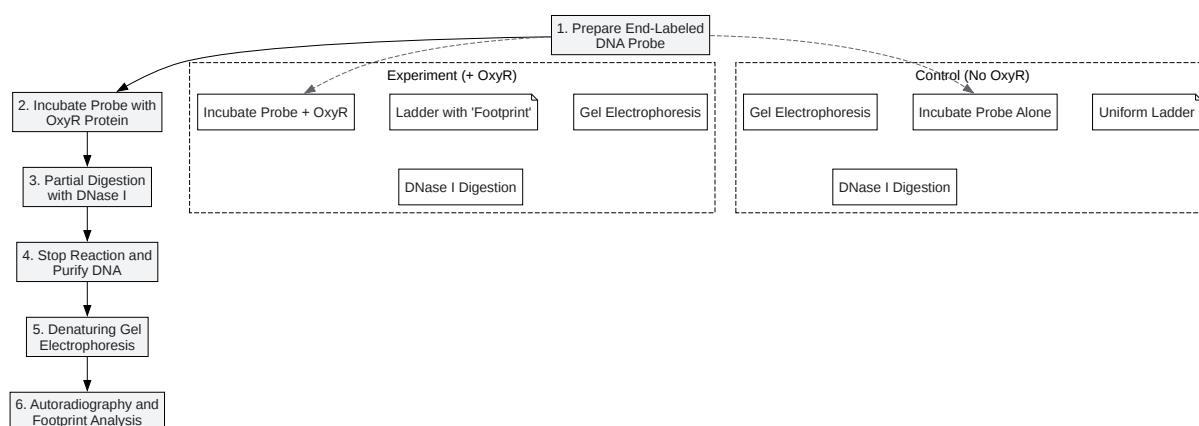 1. Prepare End-Labeled
DNA Probe
Experiment (+ OxyR)
Control (No OxyR)
2. Incubate Probe with
OxyR Protein
Incubate Probe + OxyR
Ladder with 'Footprint'
Gel Electrophoresis
Gel Electrophoresis
Incubate Probe Alone
Uniform Ladder
3. Partial Digestion
with DNase I
DNase I Digestion
DNase I Digestion
4. Stop Reaction and
Purify DNA
5. Denaturing Gel
Electrophoresis
6. Autoradiography and
Footprint Analysis